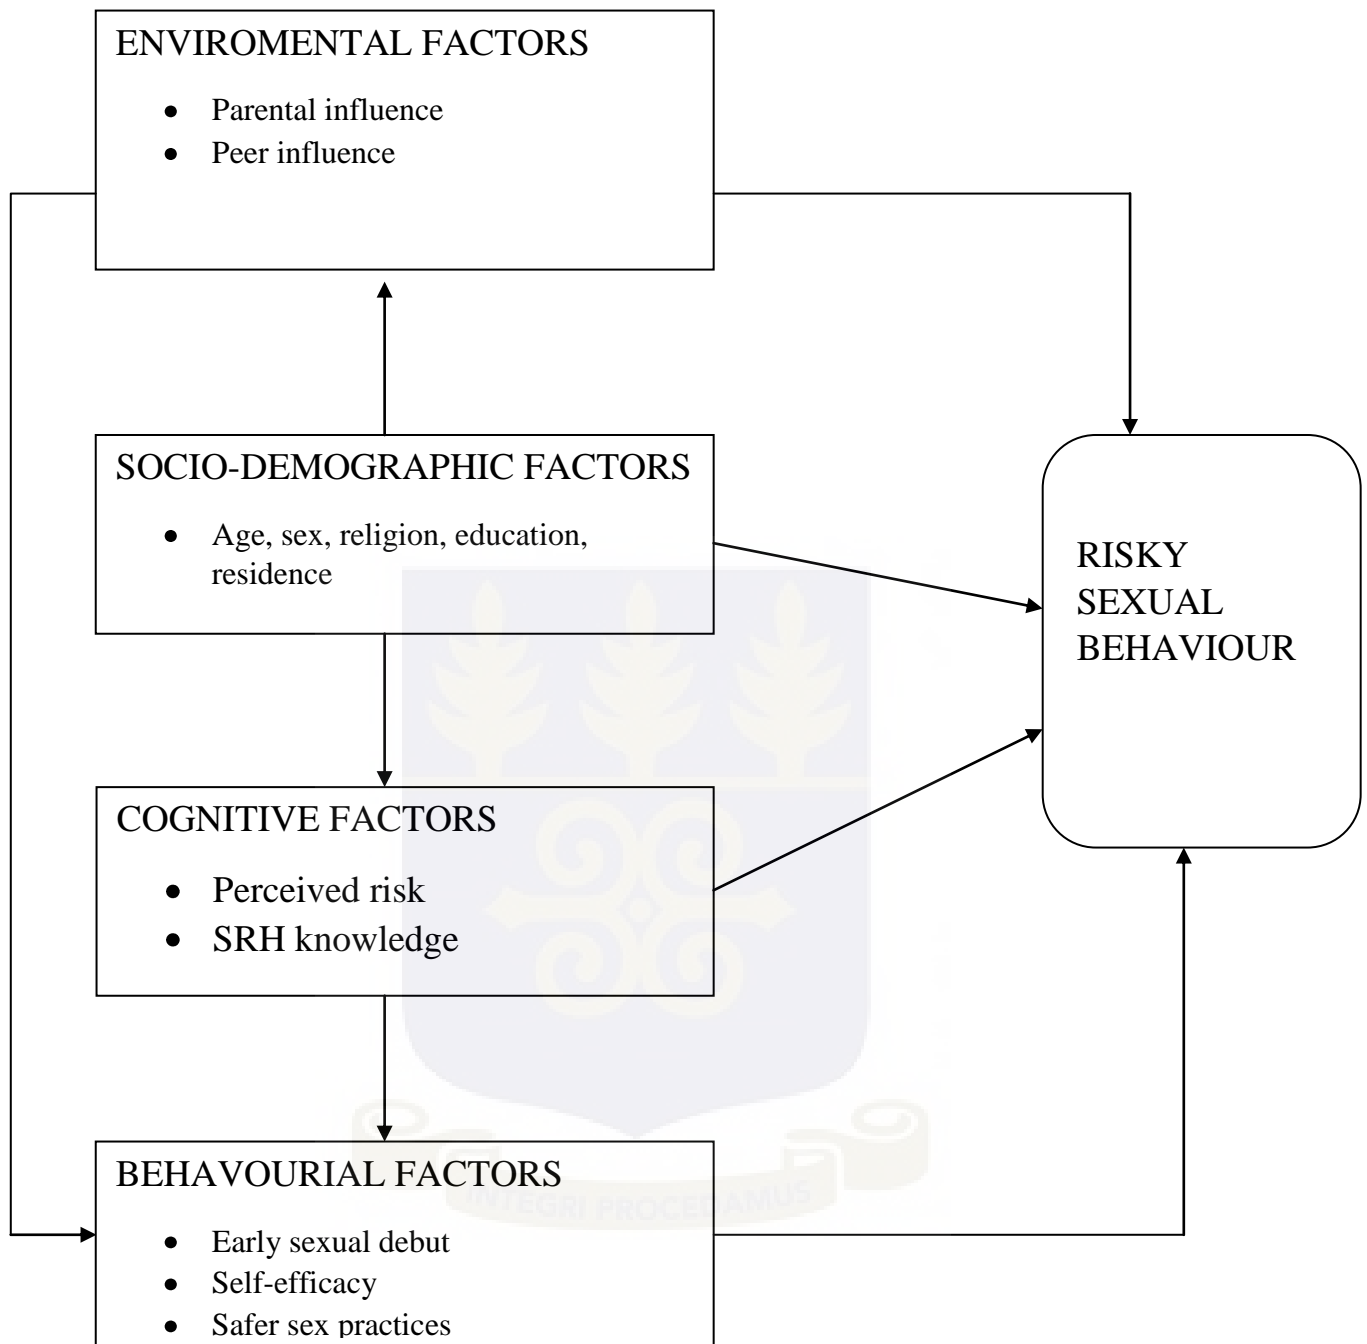 ENVIROMENTAL FACTORS
• Parental influence
• Peer influence
SOCIO-DEMOGRAPHIC FACTORS
• Age, sex, religion, education,
residence
RISKY
SEXUAL
BEHAVIOUR
COGNITIVE FACTORS
• Perceived risk
• SRH knowledge
BEHAVOURIAL FACTORS
INTEGRI PROCEDAMUS
• Early sexual debut
• Self-efficacy
• Safer sex practices